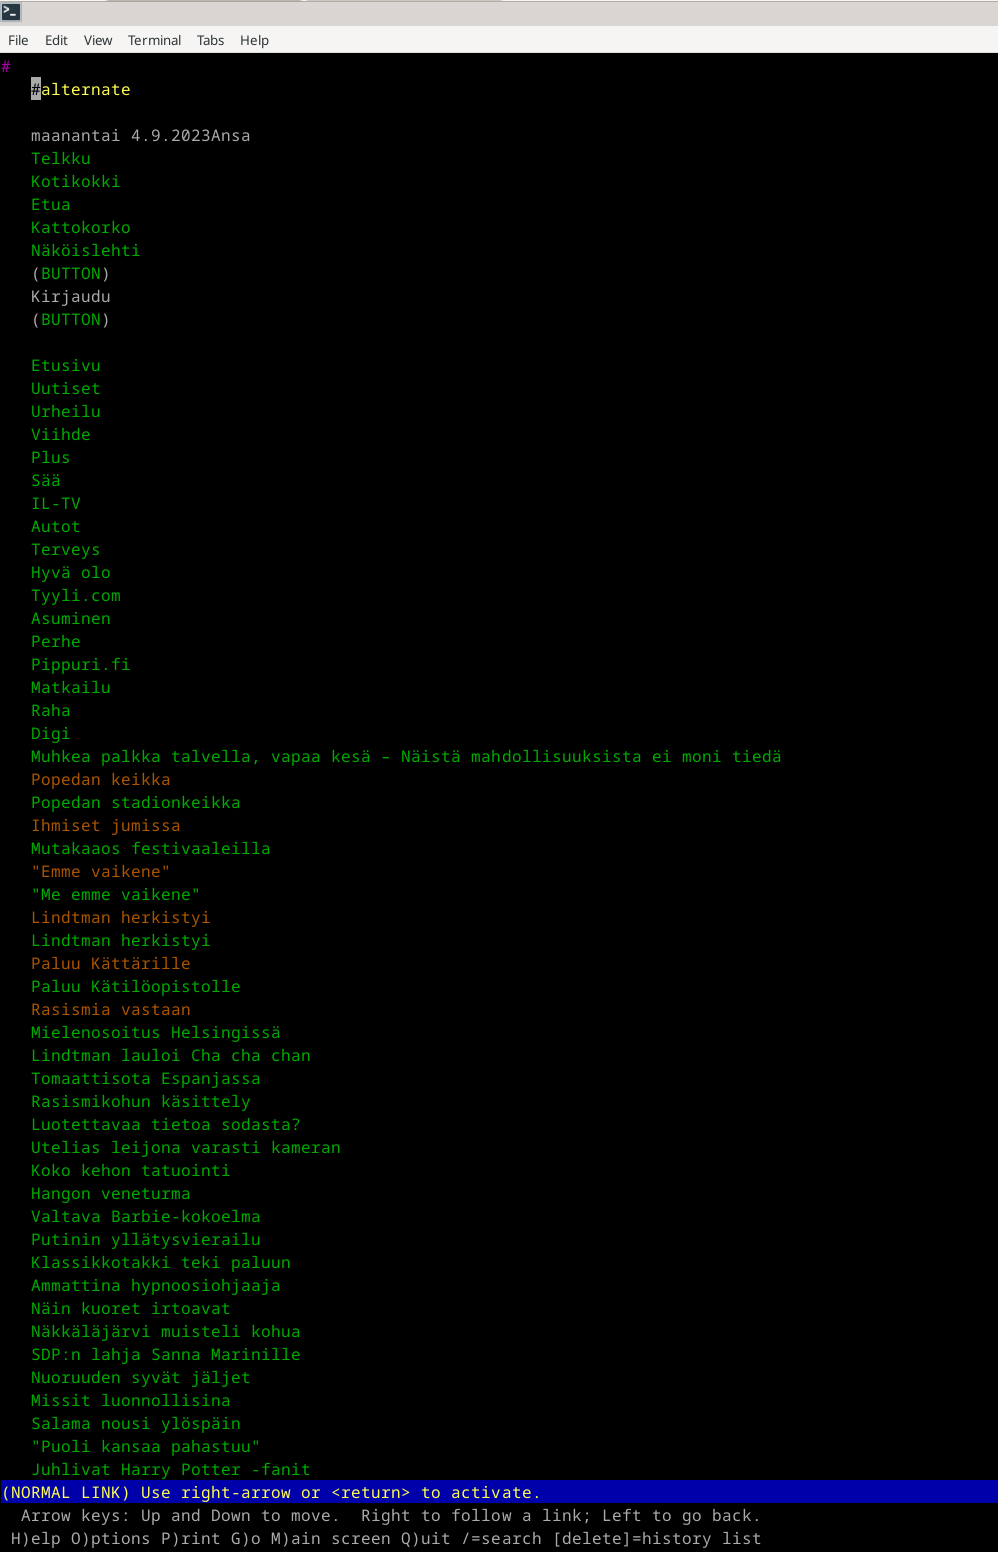 File Edit View Terminal Tabs Help
#
#alternate
maanantai 4.9.2023Ansa
Telkku
Kotikokki
Etua
Kattokorko
Näköislehti
(BUTTON)
Kirjaudu
(BUTTON)
Etusivu
Uutiset
Urheilu
Viihde
Plus
Sää
IL-TV
Autot
Terveys
Hyvä olo
Tyyli.com
Asuminen
Perhe
Pippuri.fi
Matkailu
Raha
Digi
Muhkea palkka talvella, vapaa kesä – Näistä mahdollisuuksista ei moni tiedä
Popedan keikka
Popedan stadionkeikka
Ihmiset jumissa
Mutakaaos festivaaleilla
"Emme vaikene"
"Me emme vaikene"
Lindtman herkistyi
Lindtman herkistyi
Paluu Kättärille
Paluu Kätilöopistolle
Rasismia vastaan
Mielenosoitus Helsingissä
Lindtman lauloi Cha cha chan
Tomaattisota Espanjassa
Rasismikohun käsittely
Luotettavaa tietoa sodasta?
Utelias leijona varasti kameran
Koko kehon tatuointi
Hangon veneturma
Valtava Barbie-kokoelma
Putinin yllätysvierailu
Klassikkotakki teki paluun
Ammattina hypnoosiohjaaja
Näin kuoret irtoavat
Näkkäläjärvi muisteli kohua
SDP:n lahja Sanna Marinille
Nuoruuden syvät jäljet
Missit luonnollisina
Salama nousi ylöspäin
"Puoli kansaa pahastuu"
Juhlivat Harry Potter -fanit
(NORMAL LINK) Use right-arrow or <return> to activate.
Arrow keys: Up and Down to move. Right to follow a link; Left to go back.
H)elp O)ptions P)rint G)o M)ain screen Q)uit /=search [delete]=history list